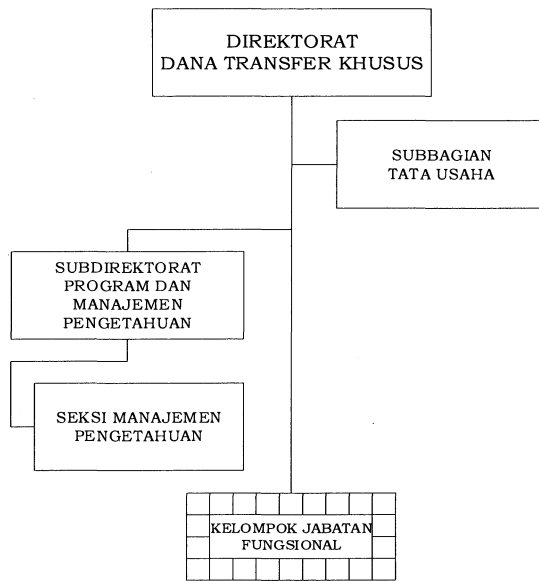 DIREKTORAT
DANA TRANSFER KHUSUS
SUBBAGIAN
TATA USAHA
SUBDIREKTORAT
PROGRAM DAN
MANAJEMEN
PENGETAHUAN
SEKSI MANAJEMEN
PENGETAHUAN
KELOMPOK JABATAN
FUNGSIONAL